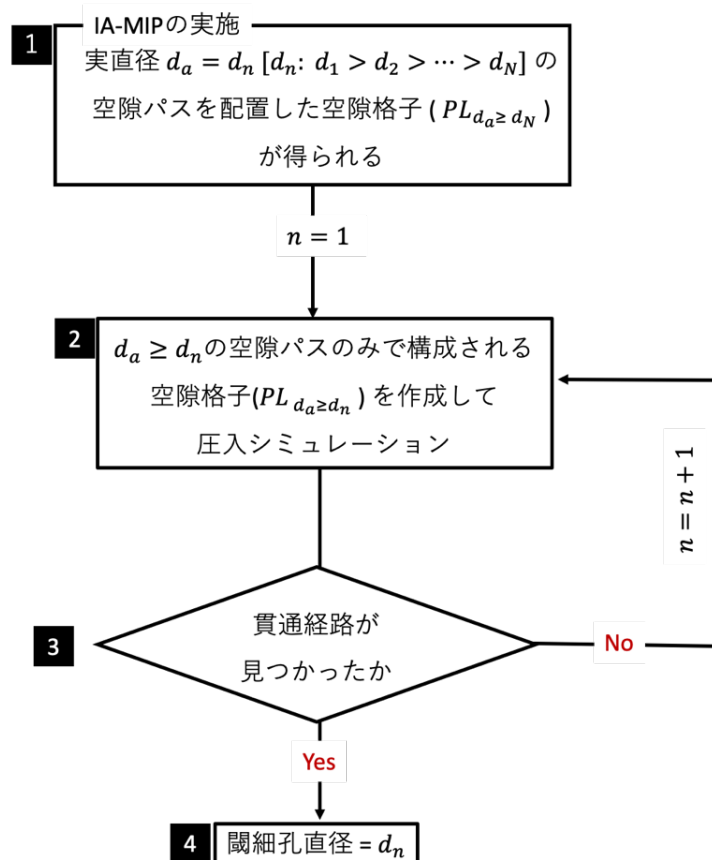 IA-MIPの実施
1
実直径 d_a = d_n [d_n: d_1 > d_2 > ⋯ > d_N] の
空隙パスを配置した空隙格子 ( PL_{d_a≥ d_N} )
が得られる
n = 1
2
d_a ≥ d_nの空隙パスのみで構成される
空隙格子(PL_{d_a≥d_n} ) を作成して
圧入シミュレーション
n = n + 1
3
貫通経路が
見つかったか
No
Yes
4
閾細孔直径 = d_n